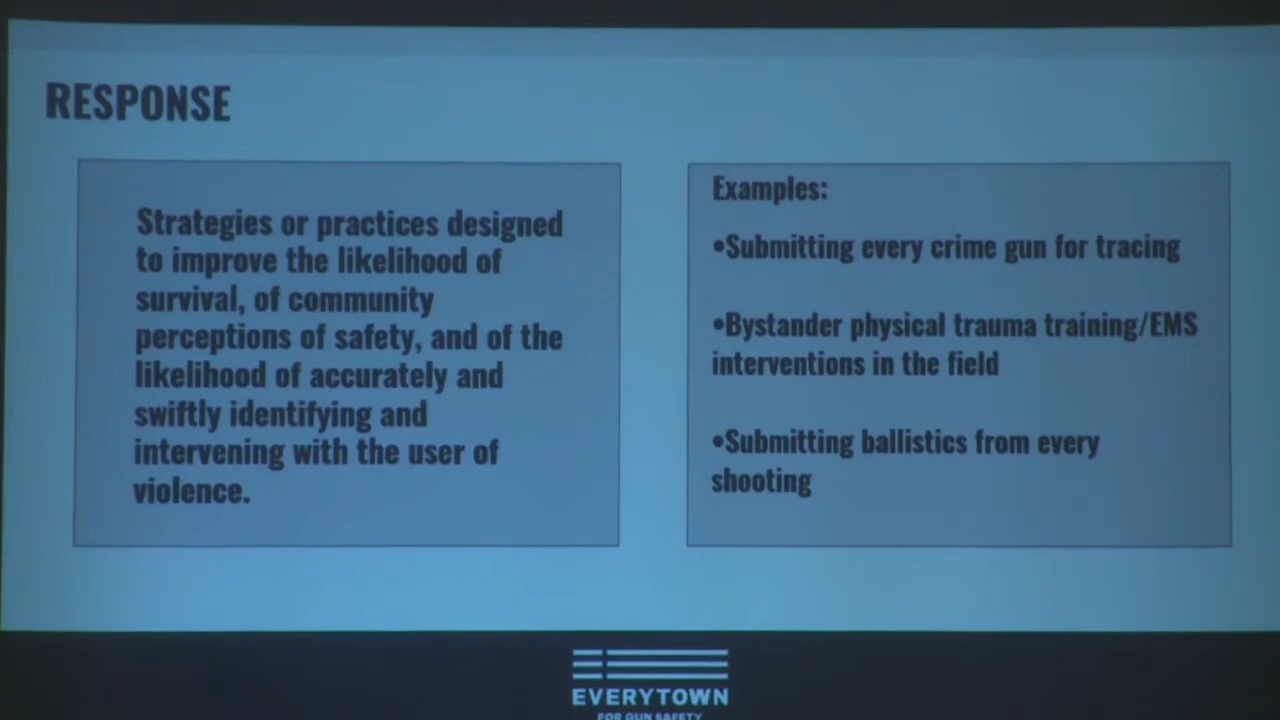 RESPONSE
Strategies or practices designed
to improve the likelihood of
survival, of community
perceptions of safety, and of the
likelihood of accurately and
swiftly identifying and
intervening with the user of
violence.
Examples:
•Submitting every crime gun for tracing
•Bystander physical trauma training/EMS
interventions in the field
•Submitting ballistics from every
shooting
EVERYTOWN
FOR GUN SAFETY